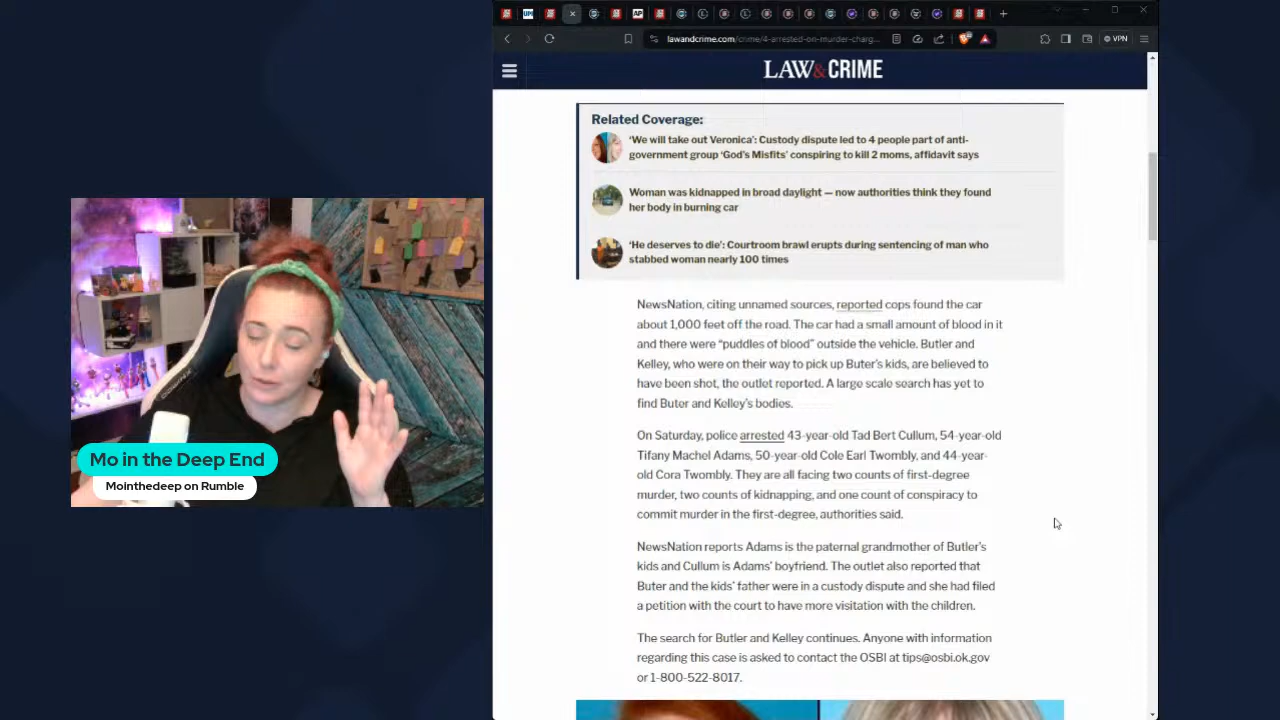 AP
lawandcrime.com/crime/4-arrested-on-murder-charg...
VPN
LAW&CRIME
Related Coverage:
'We will take out Veronica': Custody dispute led to 4 people part of anti-
government group 'God's Misfits' conspiring to kill 2 moms, affidavit says
Woman was kidnapped in broad daylight — now authorities think they found
her body in burning car
'He deserves to die': Courtroom brawl erupts during sentencing of man who
stabbed woman nearly 100 times
NewsNation, citing unnamed sources, reported cops found the car
about 1,000 feet off the road. The car had a small amount of blood in it
and there were "puddles of blood" outside the vehicle. Butler and
Kelley, who were on their way to pick up Buter's kids, are believed to
have been shot, the outlet reported. A large scale search has yet to
find Buter and Kelley's bodies.
On Saturday, police arrested 43-year-old Tad Bert Cullum, 54-year-old
Tifany Machel Adams, 50-year-old Cole Earl Twombly, and 44-year-
old Cora Twombly. They are all facing two counts of first-degree
murder, two counts of kidnapping, and one count of conspiracy to
commit murder in the first-degree, authorities said.
NewsNation reports Adams is the paternal grandmother of Butler's
kids and Cullum is Adams' boyfriend. The outlet also reported that
Buter and the kids' father were in a custody dispute and she had filed
a petition with the court to have more visitation with the children.
The search for Butler and Kelley continues. Anyone with information
regarding this case is asked to contact the OSBI at tips@osbi.ok.gov
or 1-800-522-8017.
Mo in the Deep End
Mointhedeep on Rumble